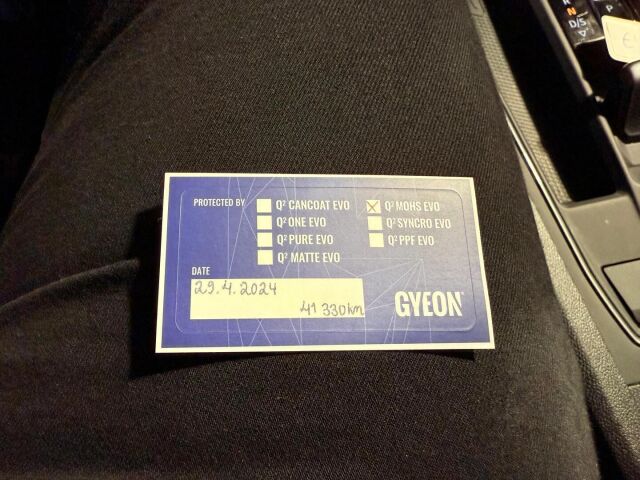 PROTECTED BY
Q² CANCOAT EVO
Q² ONE EVO
Q² PURE EVO
Q² MATTE EVO
Q² MOHS EVO
Q² SYNCRO EVO
Q² PPF EVO
DATE
29.4.2024
41 330km
GYEON
N
D/S
P